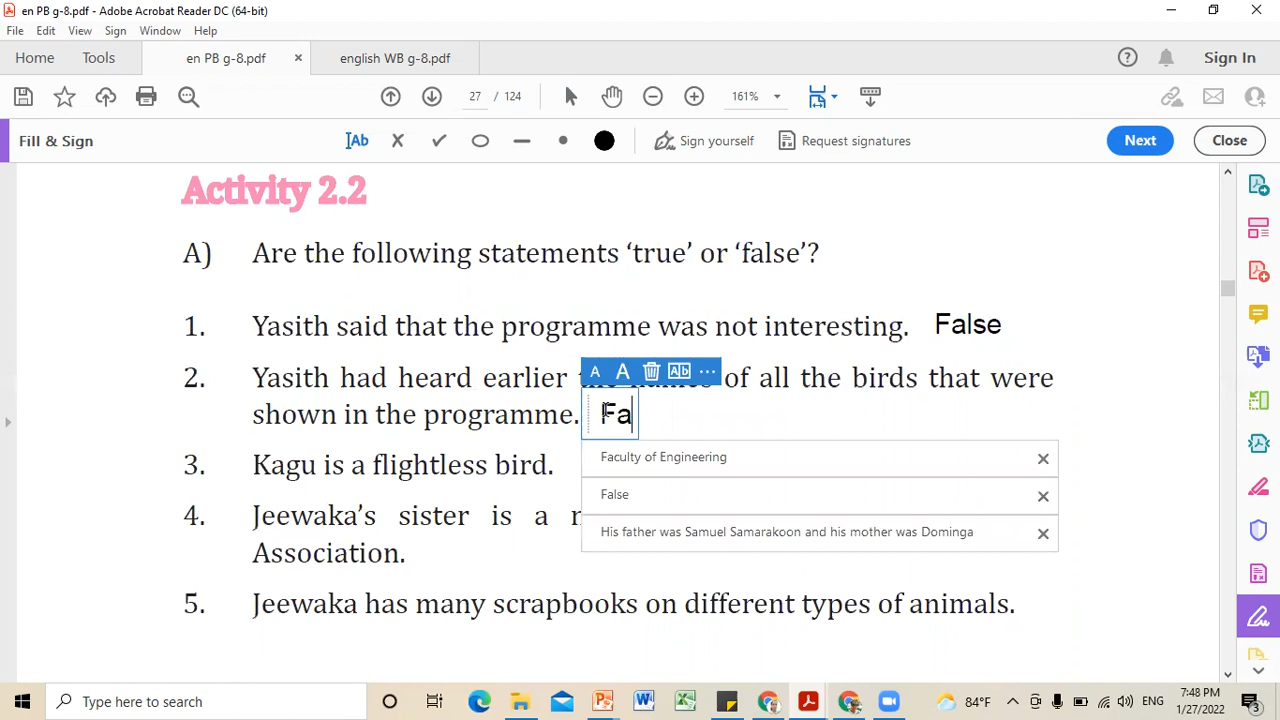 en PB g-8.pdf - Adobe Acrobat Reader DC (64-bit)
File Edit View Sign Window Help
Home Tools en PB g-8.pdf × english WB g-8.pdf Sign In
27 / 124 161%
Fill & Sign Ab Sign yourself Request signatures Next Close
Activity 2.2
A) Are the following statements ‘true’ or ‘false’?
1. Yasith said that the programme was not interesting. False
2. Yasith had heard earlier the names of all the birds that were
shown in the programme. Fa
Faculty of Engineering
3. Kagu is a flightless bird.
False
4. Jeewaka’s sister is a
His father was Samuel Samarakoon and his mother was Dominga
Association.
5. Jeewaka has many scrapbooks on different types of animals.
Type here to search
84°F ENG 7:48 PM
1/27/2022 3